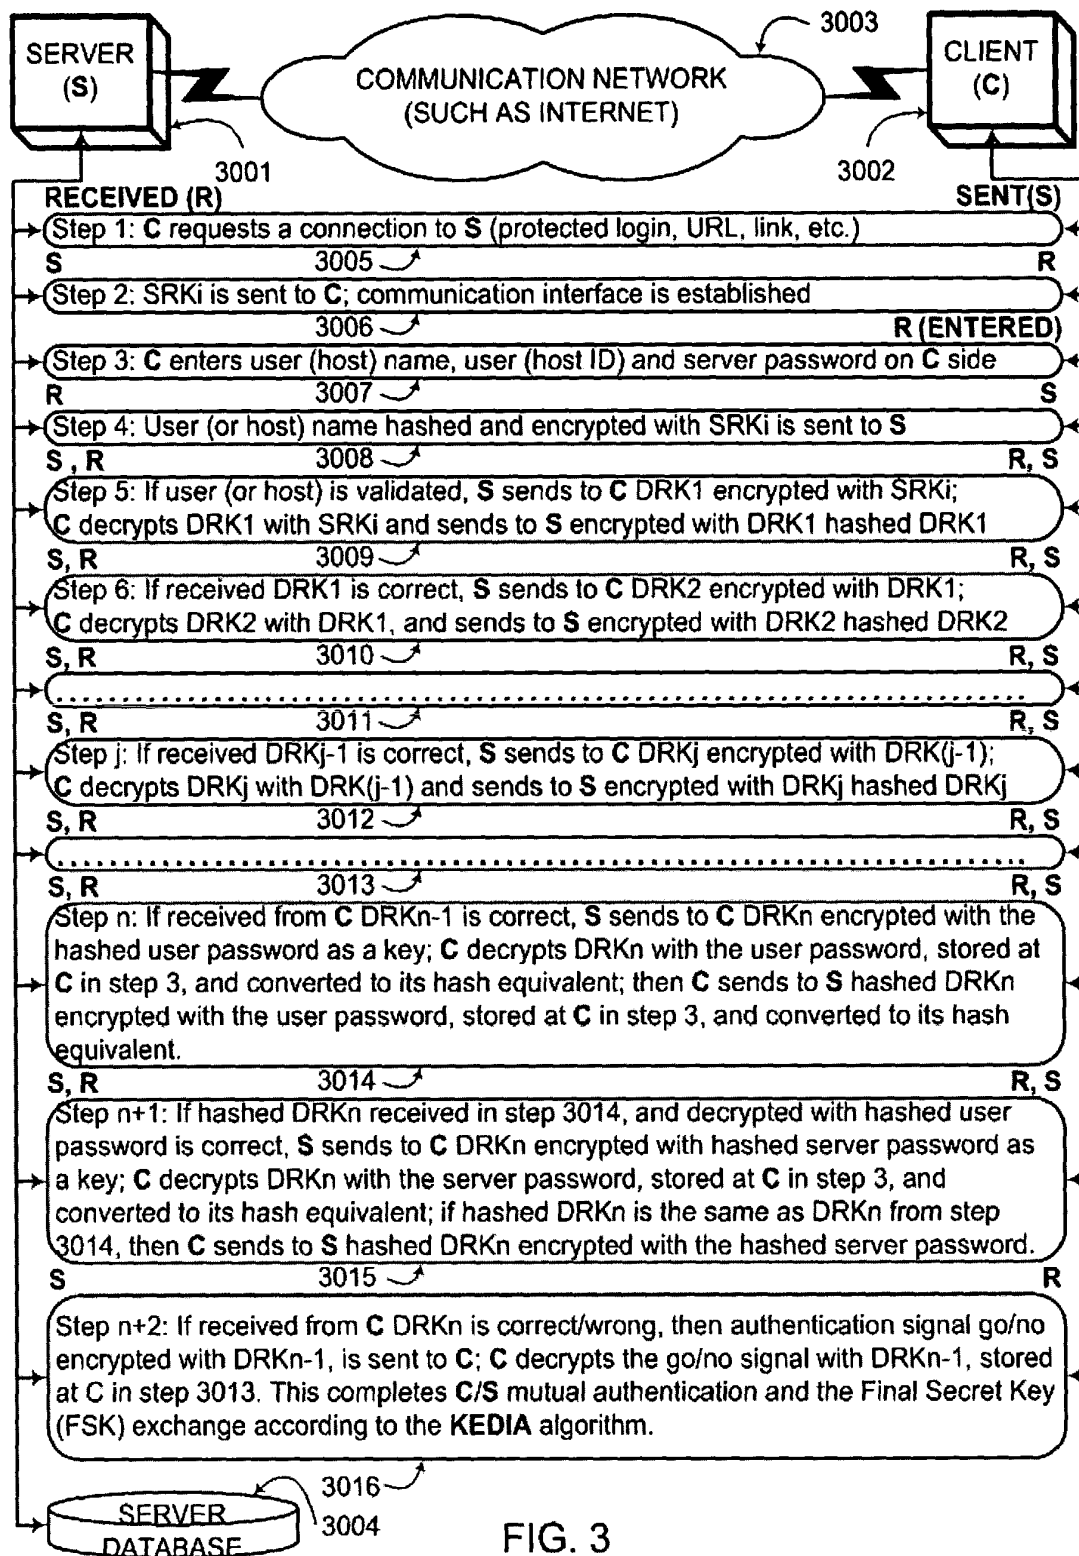 SERVER
(S)
COMMUNICATION NETWORK
(SUCH AS INTERNET)
3003
CLIENT
(C)
3001
3002
RECEIVED (R)
SENT(S)
Step 1: C requests a connection to S (protected login, URL, link, etc.)
S
3005
R
Step 2: SRKi is sent to C; communication interface is established
3006
R (ENTERED)
Step 3: C enters user (host) name, user (host ID) and server password on C side
R
3007
S
Step 4: User (or host) name hashed and encrypted with SRKi is sent to S
S , R
3008
R, S
Step 5: If user (or host) is validated, S sends to C DRK1 encrypted with SRKi;
C decrypts DRK1 with SRKi and sends to S encrypted with DRK1 hashed DRK1
S, R
3009
R, S
Step 6: If received DRK1 is correct, S sends to C DRK2 encrypted with DRK1;
C decrypts DRK2 with DRK1, and sends to S encrypted with DRK2 hashed DRK2
S, R
3010
R, S
S, R
3011
R, S
Step j: If received DRKj-1 is correct, S sends to C DRKj encrypted with DRK(j-1);
C decrypts DRKj with DRK(j-1) and sends to S encrypted with DRKj hashed DRKj
S, R
3012
R, S
S, R
3013
R, S
Step n: If received from C DRKn-1 is correct, S sends to C DRKn encrypted with the
hashed user password as a key; C decrypts DRKn with the user password, stored at
C in step 3, and converted to its hash equivalent; then C sends to S hashed DRKn
encrypted with the user password, stored at C in step 3, and converted to its hash
equivalent.
S, R
3014
R, S
Step n+1: If hashed DRKn received in step 3014, and decrypted with hashed user
password is correct, S sends to C DRKn encrypted with hashed server password as
a key; C decrypts DRKn with the server password, stored at C in step 3, and
converted to its hash equivalent; if hashed DRKn is the same as DRKn from step
3014, then C sends to S hashed DRKn encrypted with the hashed server password.
S
3015
R
Step n+2: If received from C DRKn is correct/wrong, then authentication signal go/no
encrypted with DRKn-1, is sent to C; C decrypts the go/no signal with DRKn-1, stored
at C in step 3013. This completes C/S mutual authentication and the Final Secret Key
(FSK) exchange according to the KEDIA algorithm.
3016
SERVER
DATABASE
3004
FIG. 3